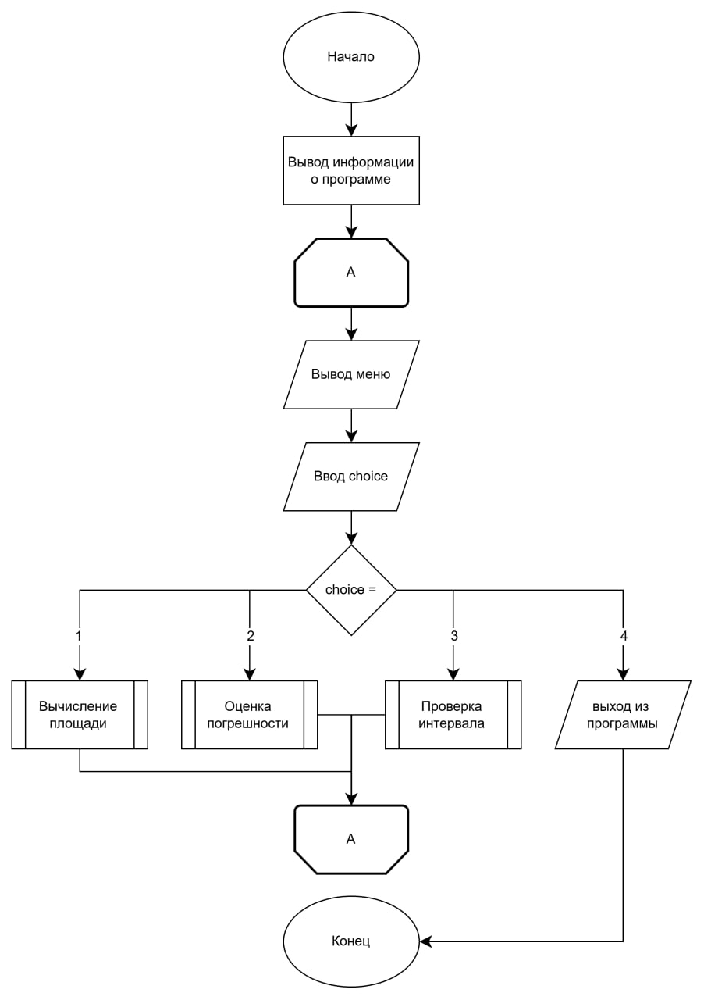 Начало
Вывод информации
о программе
А
Вывод меню
Ввод choice
choice =
1
2
3
4
Вычисление
площади
Оценка
погрешности
Проверка
интервала
выход из
программы
А
Конец